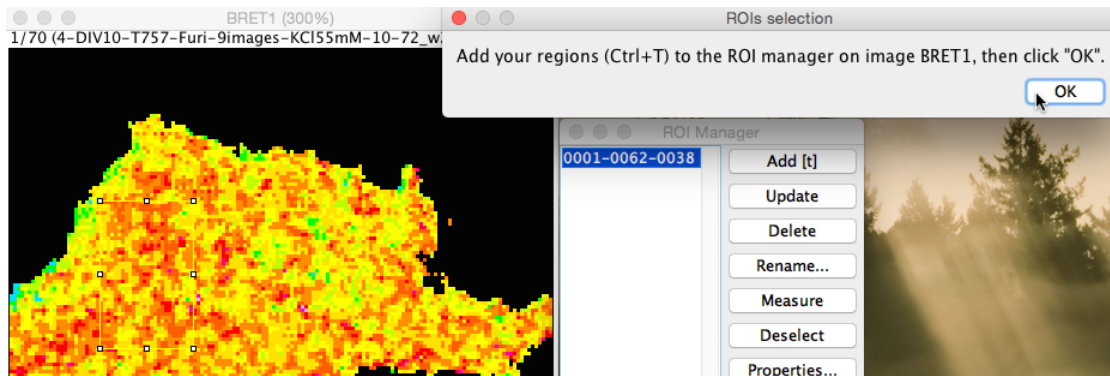 BRET1 (300%)
1/70 (4-DIV10-T757-Furi-9images-KCl55mM-10-72_w
ROIs selection
Add your regions (Ctrl+T) to the ROI manager on image BRET1, then click "OK".
OK
ROI Manager
0001-0062-0038
Add [t]
Update
Delete
Rename...
Measure
Deselect
Properties...